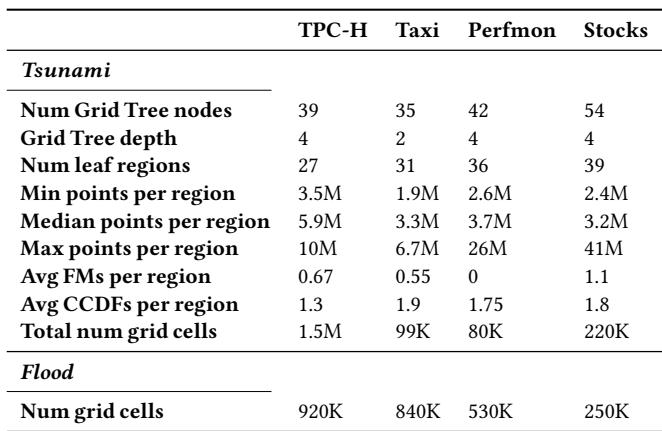 TPC-H Taxi Perfmon Stocks
Tsunami
Num Grid Tree nodes 39 35 42 54
Grid Tree depth 4 2 4 4
Num leaf regions 27 31 36 39
Min points per region 3.5M 1.9M 2.6M 2.4M
Median points per region 5.9M 3.3M 3.7M 3.2M
Max points per region 10M 6.7M 26M 41M
Avg FMs per region 0.67 0.55 0 1.1
Avg CCDFs per region 1.3 1.9 1.75 1.8
Total num grid cells 1.5M 99K 80K 220K
Flood
Num grid cells 920K 840K 530K 250K